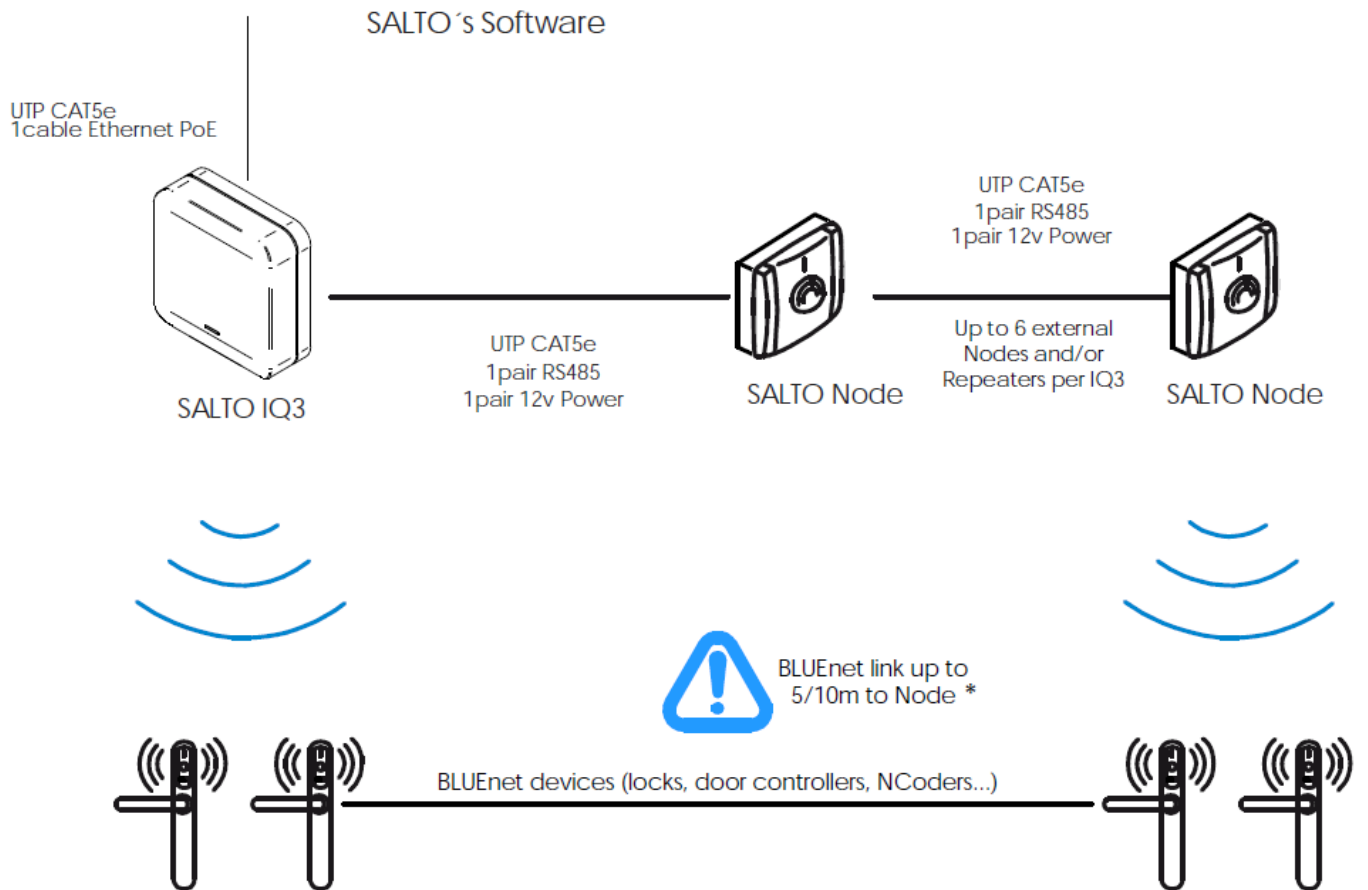 SALTO´s Software
UTP CAT5e
1cable Ethernet PoE
UTP CAT5e
1pair RS485
1pair 12v Power
UTP CAT5e
1pair RS485
1pair 12v Power
Up to 6 external
Nodes and/or
Repeaters per IQ3
SALTO IQ3
SALTO Node
SALTO Node
BLUEnet link up to
5/10m to Node *
BLUEnet devices (locks, door controllers, NCoders...)